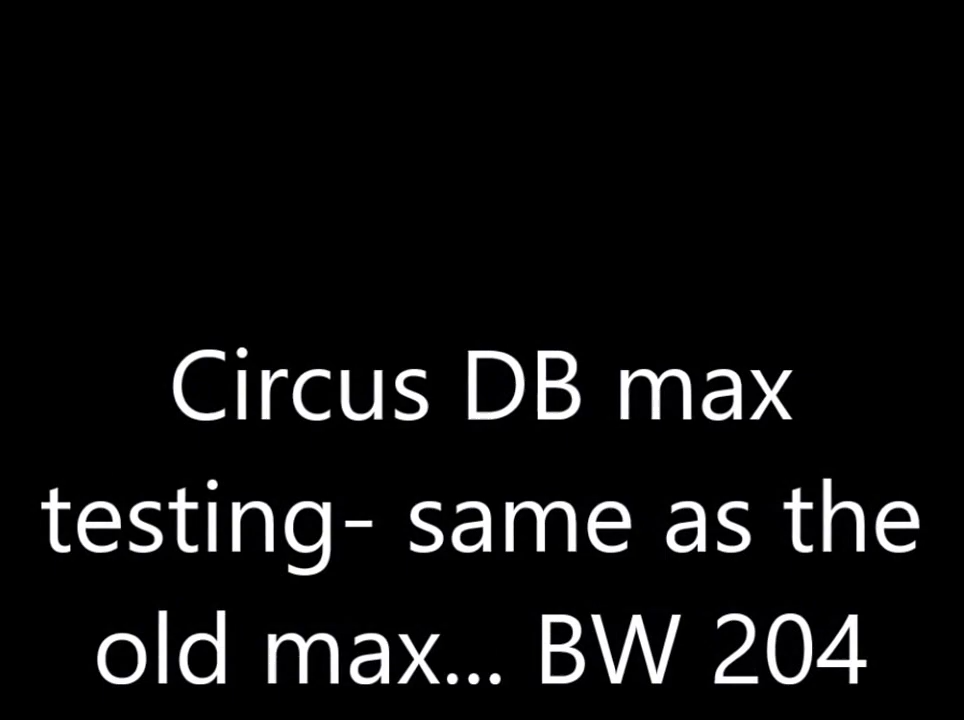 Circus DB max
testing- same as the
old max... BW 204